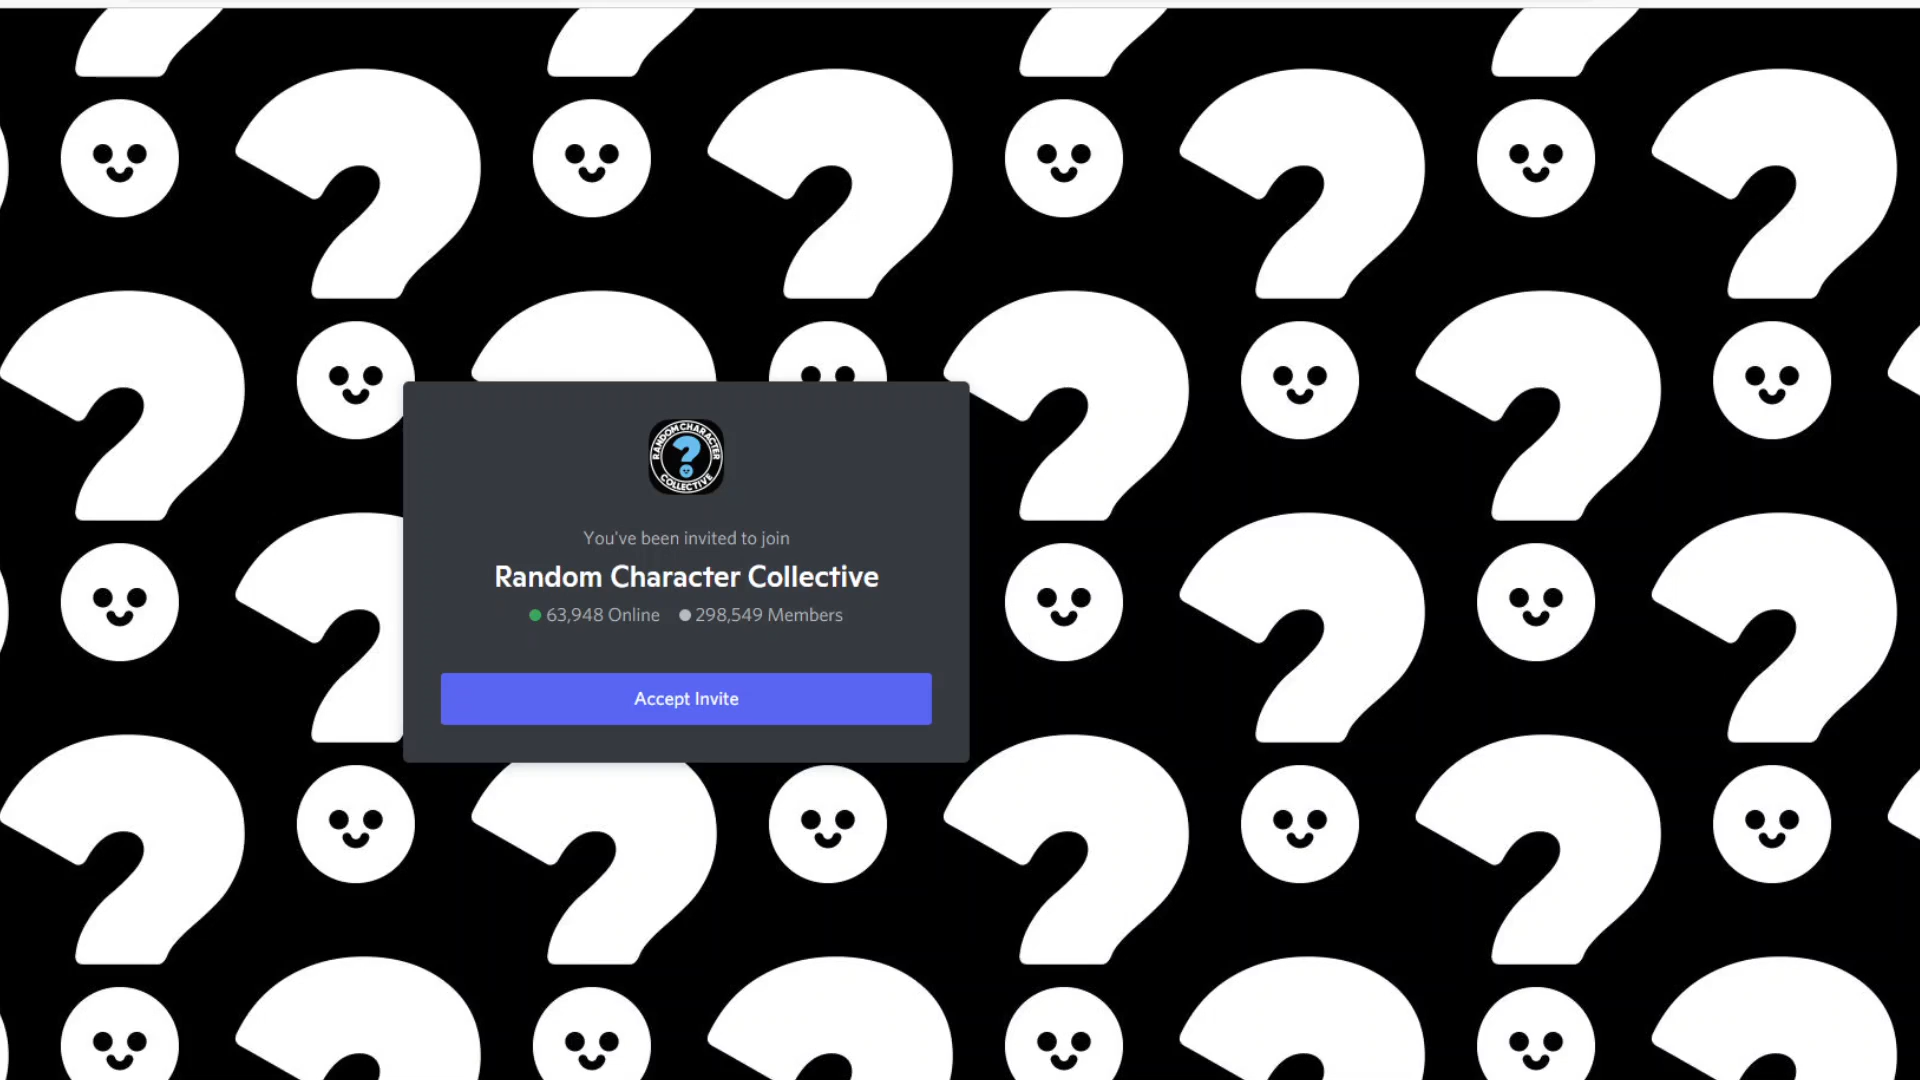 RANDOM CHARACTER
COLLECTIVE
You've been invited to join
Random Character Collective
63,948 Online 298,549 Members
Accept Invite